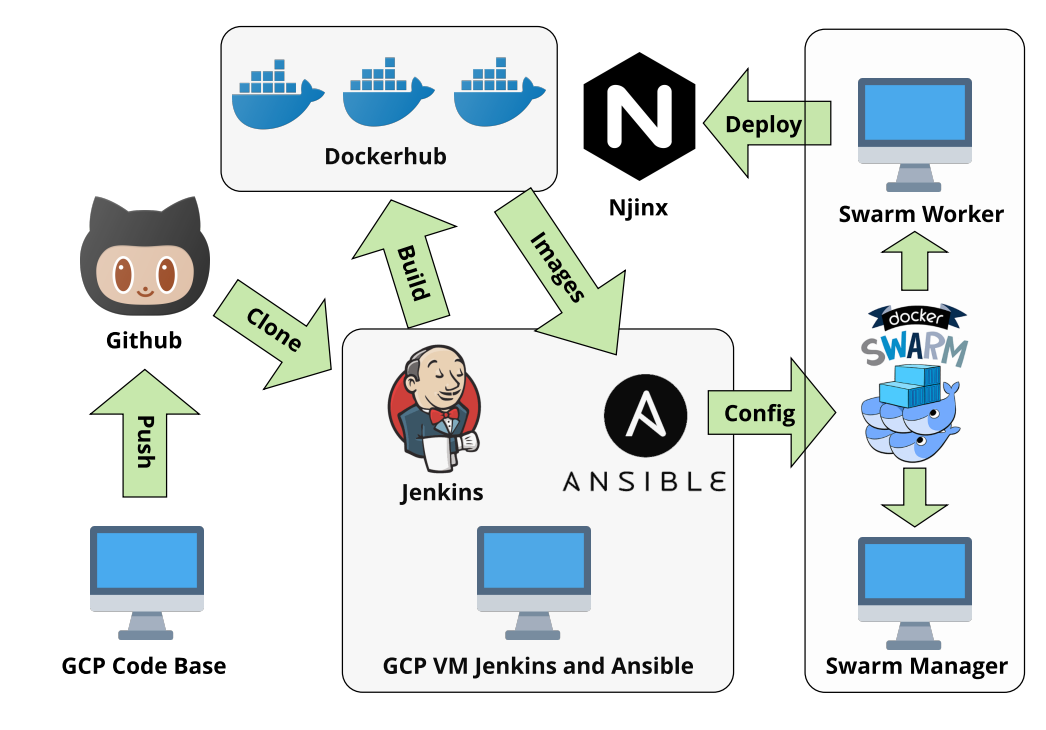 Dockerhub
Njinx
Deploy
Swarm Worker
Github
Clone
Build
Images
docker
SWARM
Push
Jenkins
ANSIBLE
Config
GCP Code Base
GCP VM Jenkins and Ansible
Swarm Manager